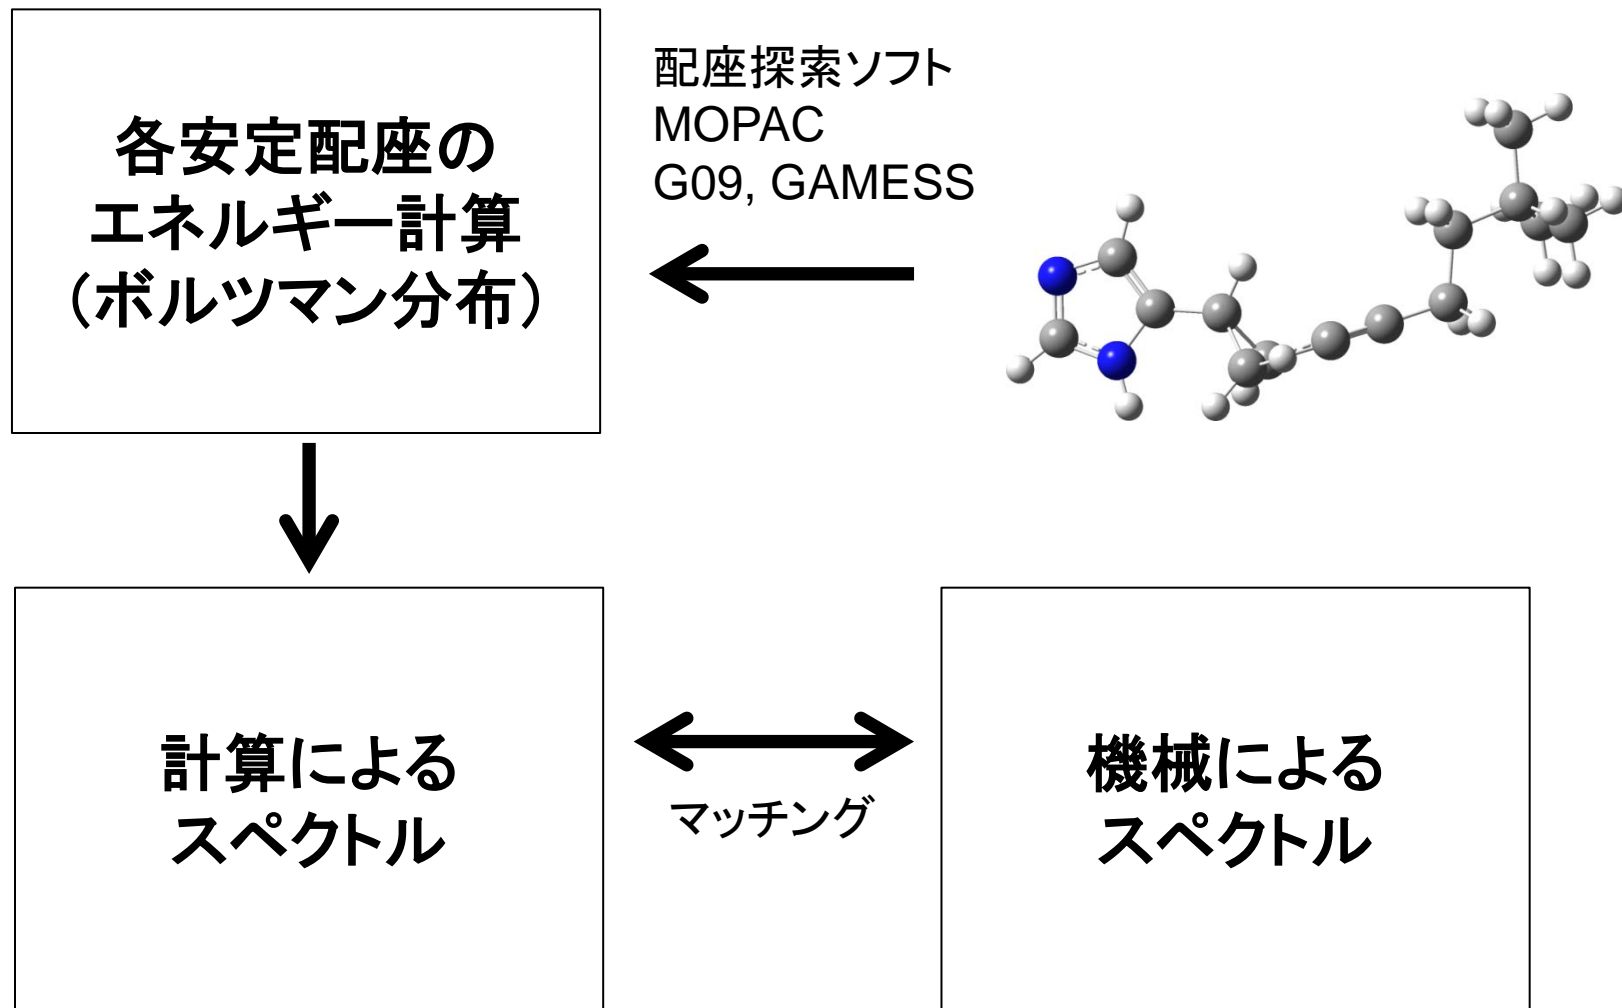 各安定配座の
エネルギー計算
（ボルツマン分布）
配座探索ソフト
MOPAC
G09, GAMESS
計算による
スペクトル
マッチング
機械による
スペクトル